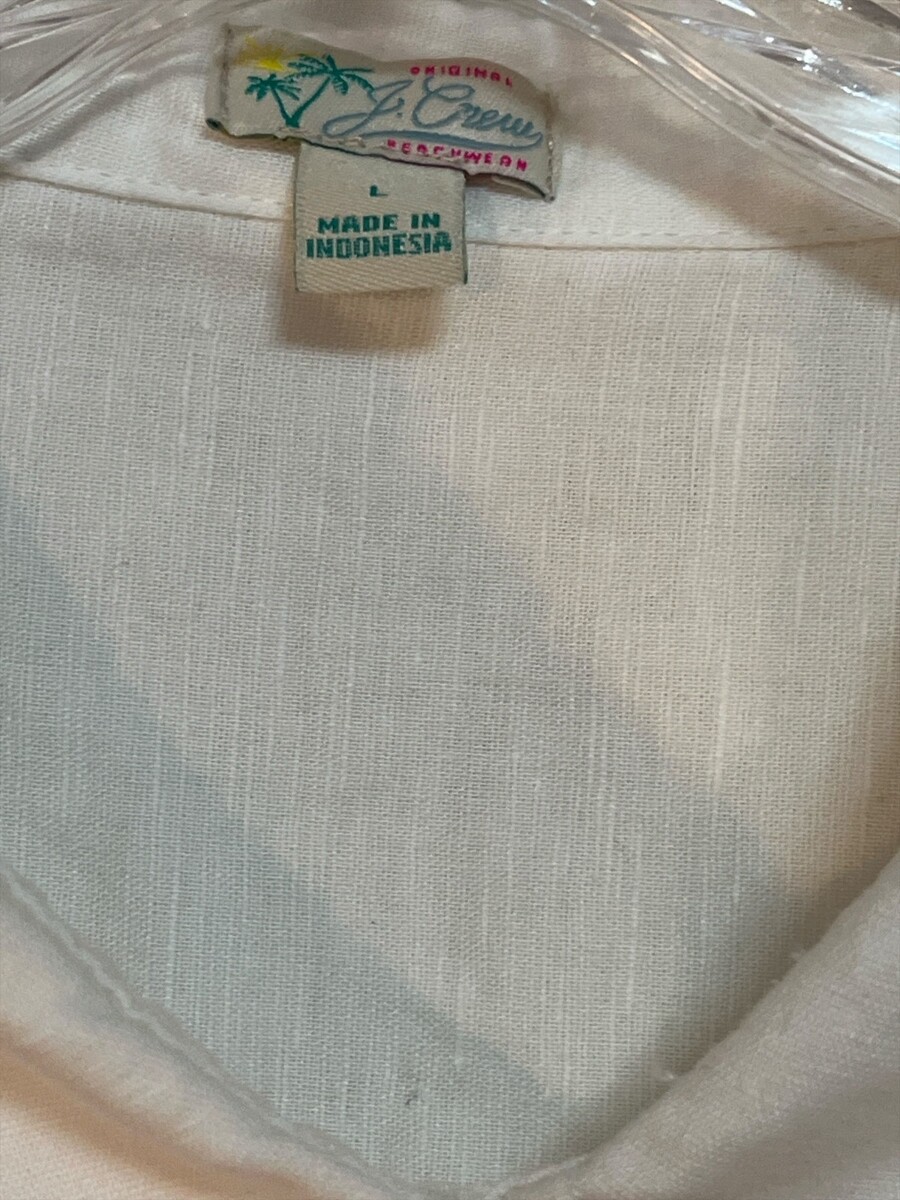 ORIGINAL
J. Crew
BEACHWEAR
L
MADE IN
INDONESIA